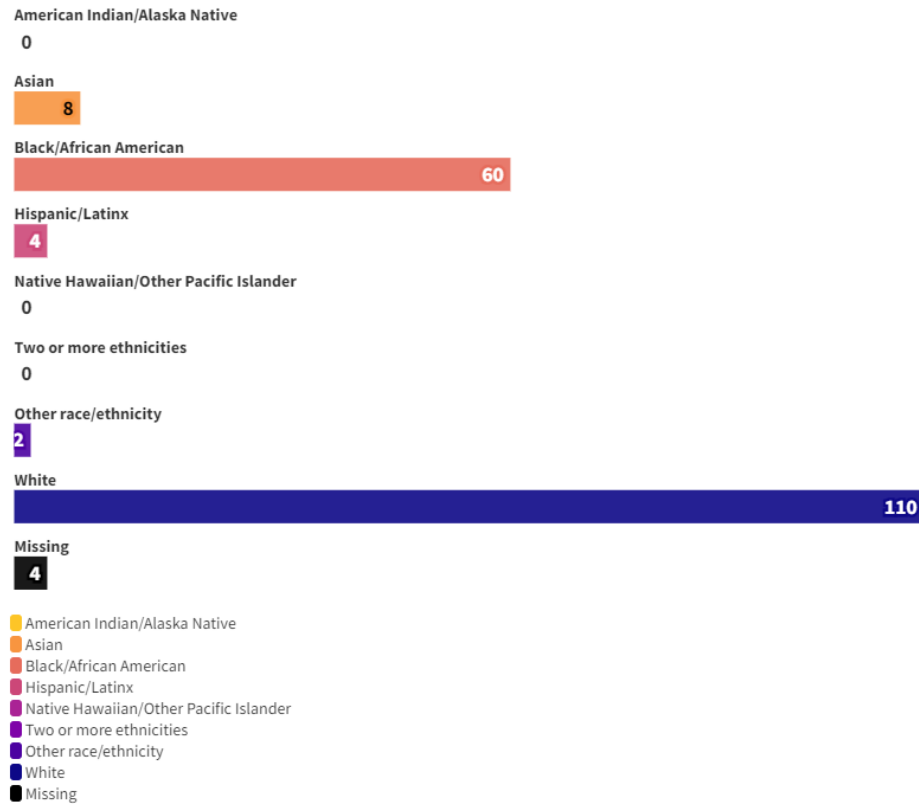 American Indian/Alaska Native
0
Asian
8
Black/African American
60
Hispanic/Latinx
4
Native Hawaiian/Other Pacific Islander
0
Two or more ethnicities
0
Other race/ethnicity
2
White
110
Missing
4
American Indian/Alaska Native
Asian
Black/African American
Hispanic/Latinx
Native Hawaiian/Other Pacific Islander
Two or more ethnicities
Other race/ethnicity
White
Missing